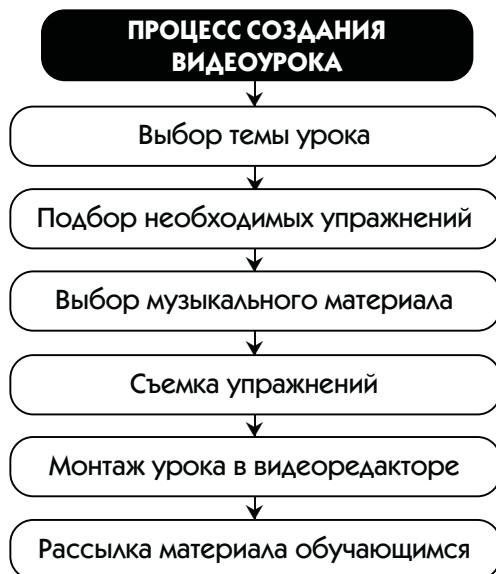 ПРОЦЕСС СОЗДАНИЯ
ВИДЕОУРОКА
Выбор темы урока
Подбор необходимых упражнений
Выбор музыкального материала
Съемка упражнений
Монтаж урока в видеоредакторе
Рассылка материала обучающимся